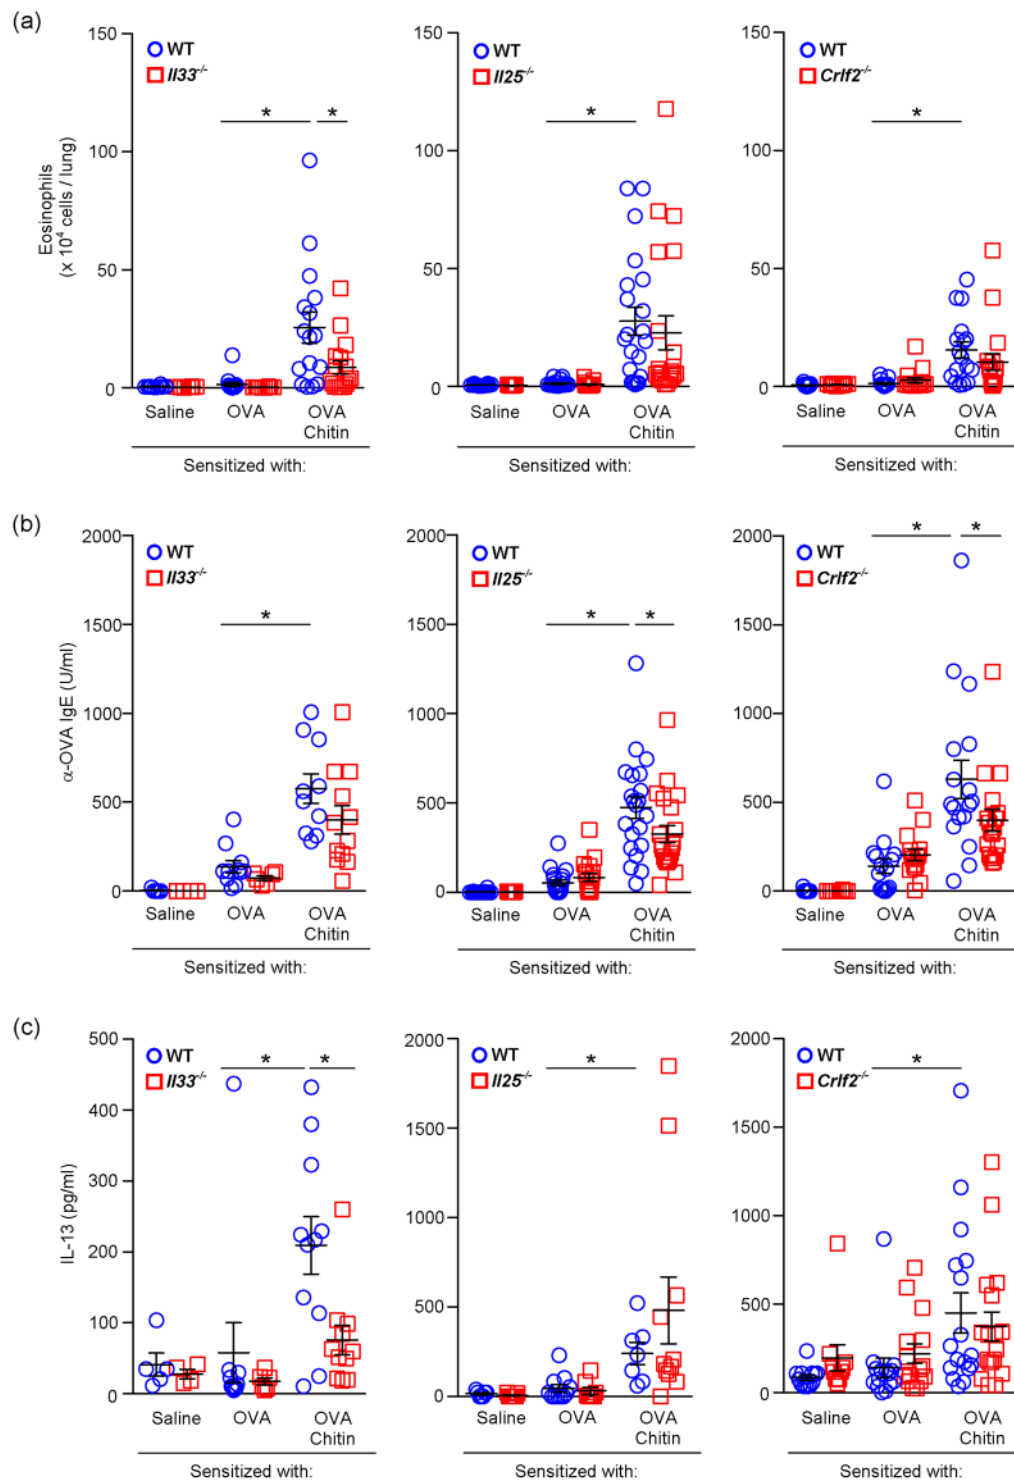 (a)
150
100
50
0
Eosinophils
(x 10⁴ cells / lung)
WT
Il33⁻/⁻
*
*
Saline
OVA
OVA
Chitin
Sensitized with:
150
100
50
0
WT
Il25⁻/⁻
*
Saline
OVA
OVA
Chitin
Sensitized with:
150
100
50
0
WT
Crlf2⁻/⁻
*
Saline
OVA
OVA
Chitin
Sensitized with:
(b)
2000
1500
1000
500
0
α-OVA IgE (U/ml)
WT
Il33⁻/⁻
*
Saline
OVA
OVA
Chitin
Sensitized with:
2000
1500
1000
500
0
WT
Il25⁻/⁻
*
*
Saline
OVA
OVA
Chitin
Sensitized with:
2000
1500
1000
500
0
WT
Crlf2⁻/⁻
*
*
Saline
OVA
OVA
Chitin
Sensitized with:
(c)
500
400
300
200
100
0
IL-13 (pg/ml)
WT
Il33⁻/⁻
*
*
Saline
OVA
OVA
Chitin
Sensitized with:
2000
1500
1000
500
0
WT
Il25⁻/⁻
*
Saline
OVA
OVA
Chitin
Sensitized with:
2000
1500
1000
500
0
WT
Crlf2⁻/⁻
*
Saline
OVA
OVA
Chitin
Sensitized with: